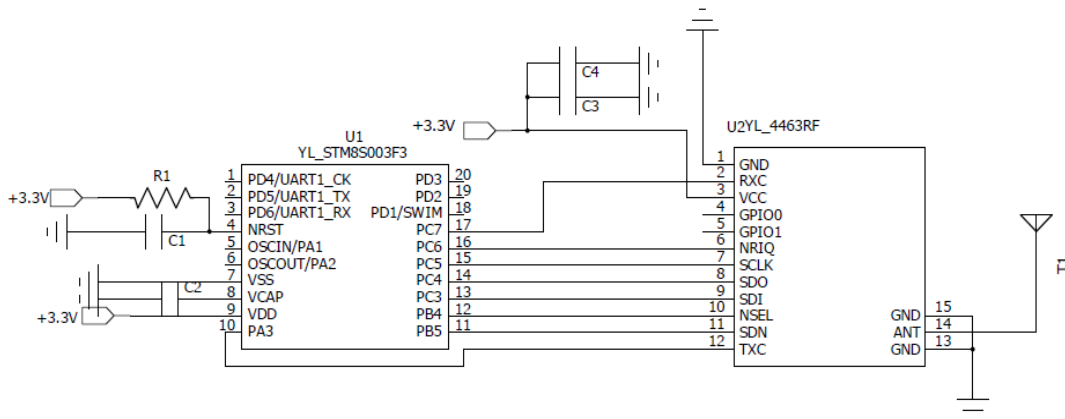 C4
C3
+3.3V
U1
YL_STM8S003F3
1 PD4/UART1_CK PD3 20
2 PD5/UART1_TX PD2 19
3 PD6/UART1_RX PD1/SWIM 18
4 NRST PC7 17
5 OSCIN/PA1 PC6 16
6 OSCOUT/PA2 PC5 15
7 VSS PC4 14
8 VCAP PC3 13
9 VDD PB4 12
10 PA3 PB5 11
R1
+3.3V
C1
C2
+3.3V
U2YL_4463RF
1 GND
2 RXC
3 VCC
4 GPIO0
5 GPIO1
6 NRIQ
7 SCLK
8 SDO
9 SDI
10 NSEL GND 15
11 SDN ANT 14
12 TXC GND 13
T1